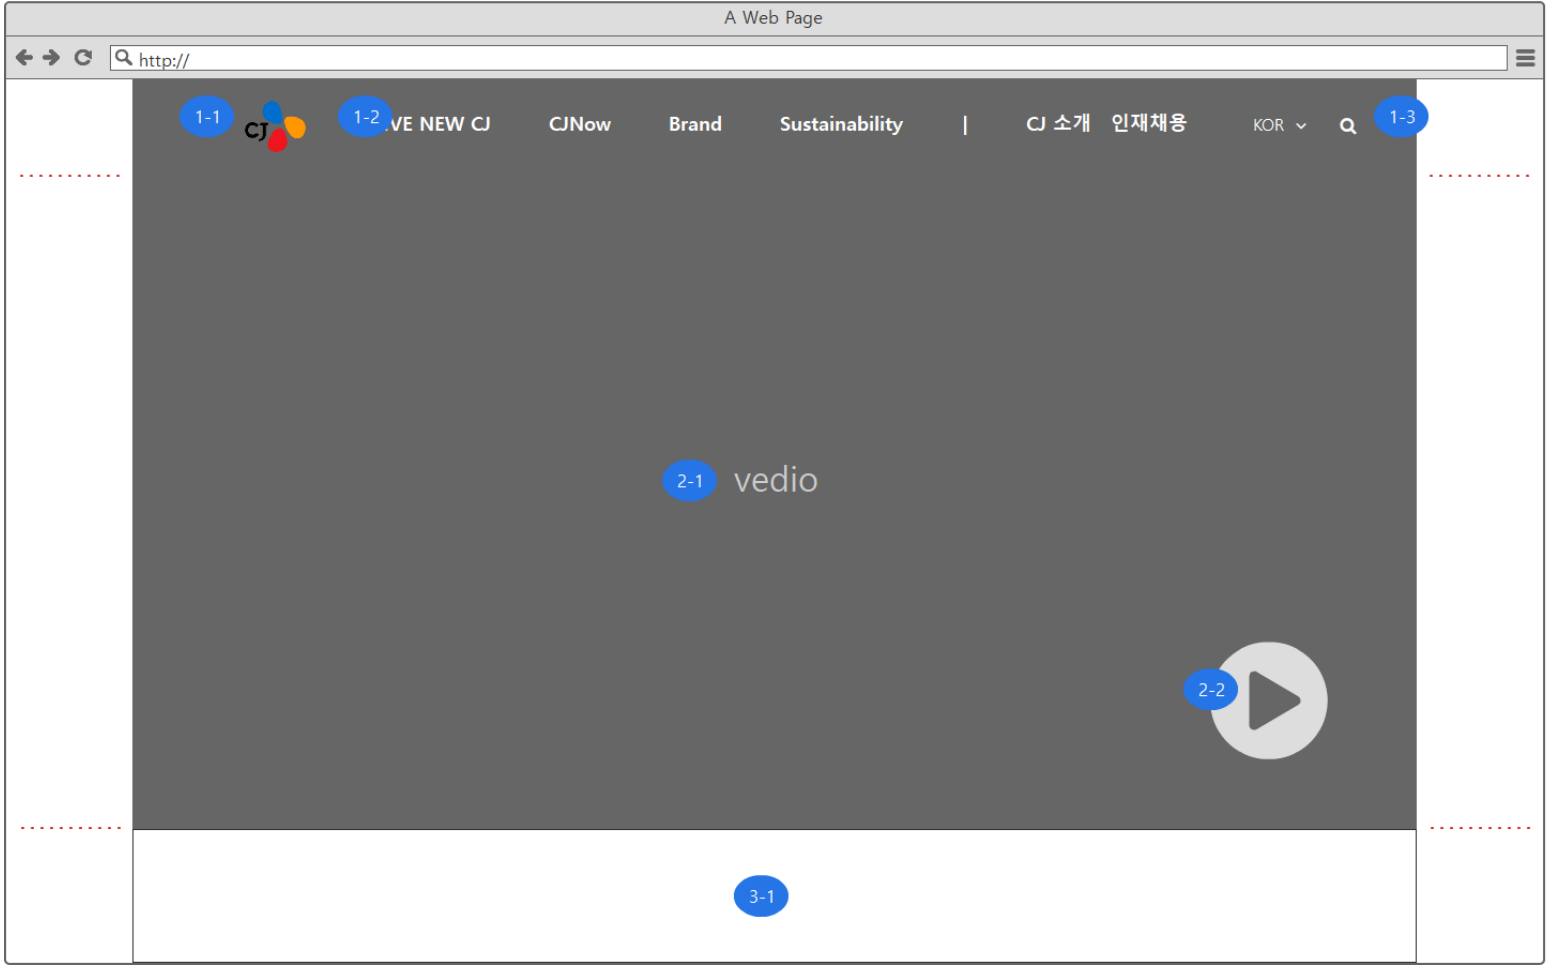 A Web Page
http://
1-1 CJ 1-2 VE NEW CJ CJNow Brand Sustainability | CJ 소개 인재채용 KOR 1-3
2-1 vedio
2-2
3-1